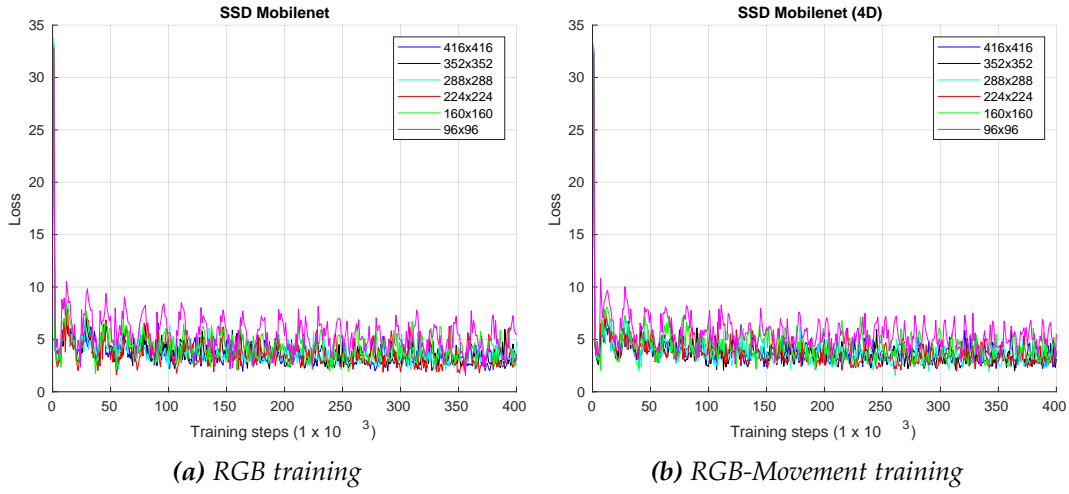 SSD Mobilenet
35
30
25
20
15
10
5
0
Loss
416x416
352x352
288x288
224x224
160x160
96x96
0 50 100 150 200 250 300 350 400
Training steps (1 x 10 3)
(a) RGB training
SSD Mobilenet (4D)
35
30
25
20
15
10
5
0
Loss
416x416
352x352
288x288
224x224
160x160
96x96
0 50 100 150 200 250 300 350 400
Training steps (1 x 10 3)
(b) RGB-Movement training